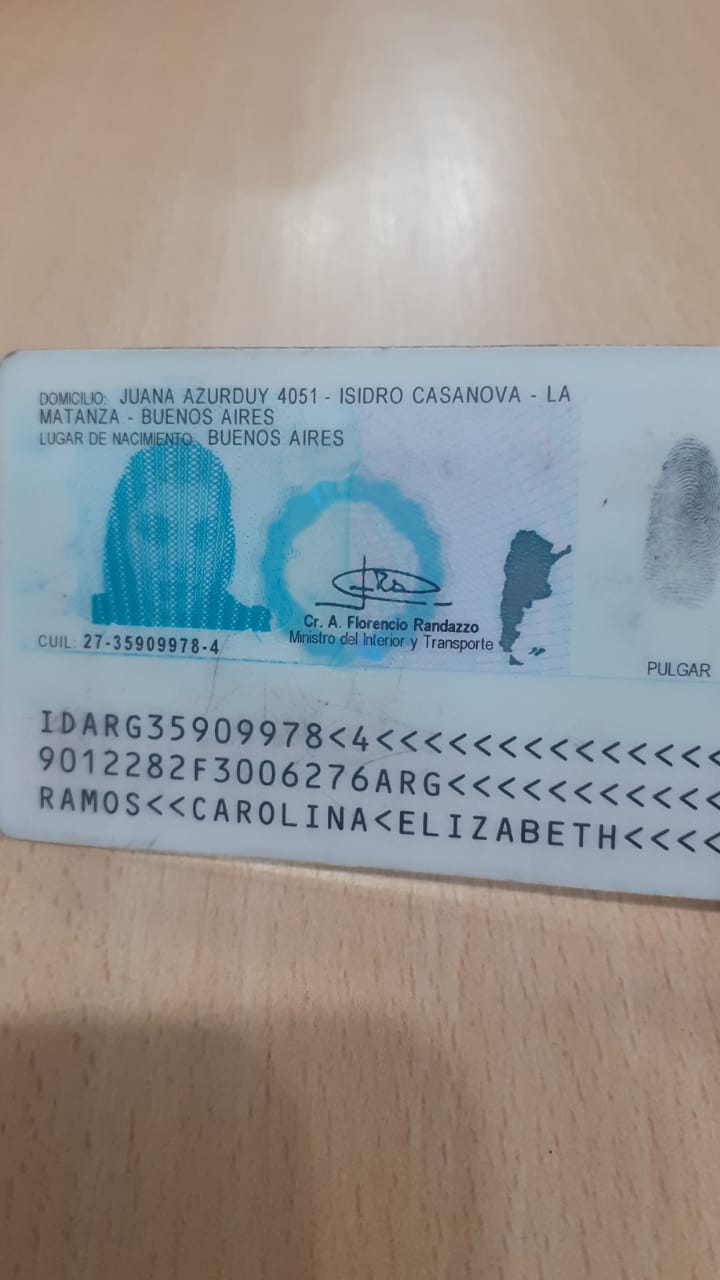 DOMICILIO: JUANA AZURDUY 4051 - ISIDRO CASANOVA - LA
MATANZA - BUENOS AIRES
LUGAR DE NACIMIENTO: BUENOS AIRES
Cr. A. Florencio Randazzo
Ministro del Interior y Transporte
CUIL: 27-35909978-4
PULGAR
IDARG35909978<4<<<<<<<<<<<<<<<
9012282F3006276ARG<<<<<<<<<<<
RAMOS<<CAROLINA<ELIZABETH<<<<